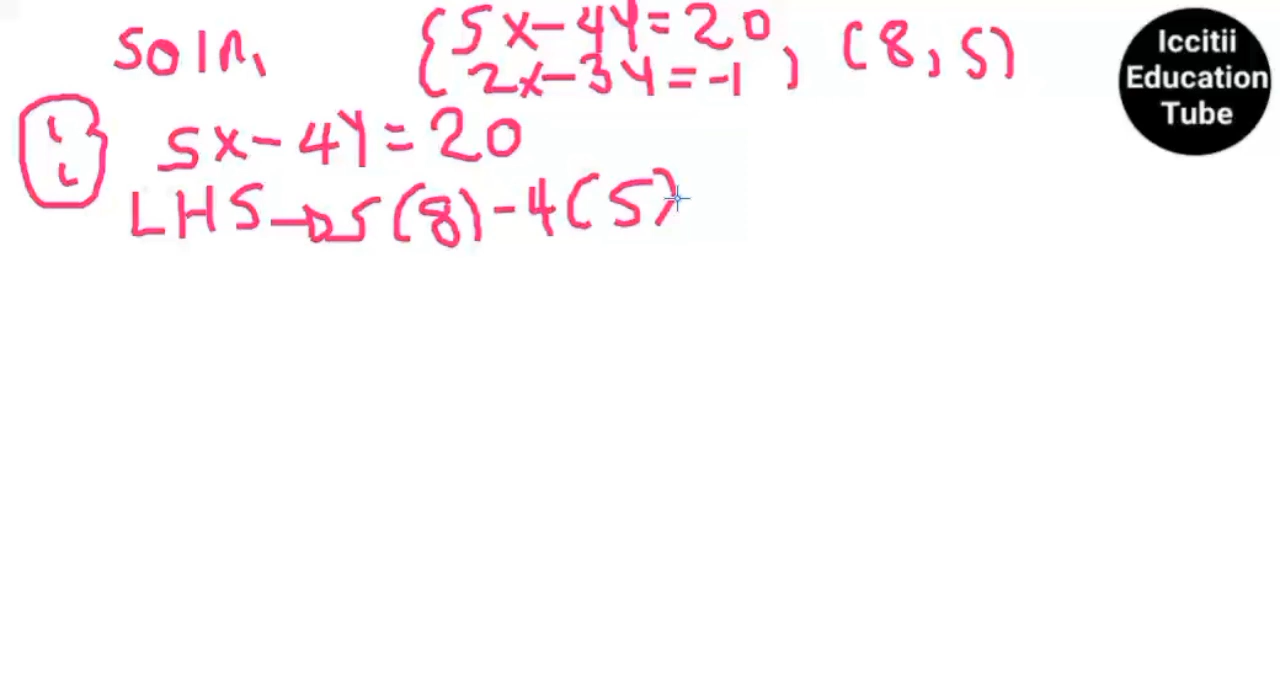 Soln,
{5x-4y=20
{2x-3y=-1, (8,5)
5x-4y=20
LHS→5(8)-4(5)
Iccitii
Education
Tube